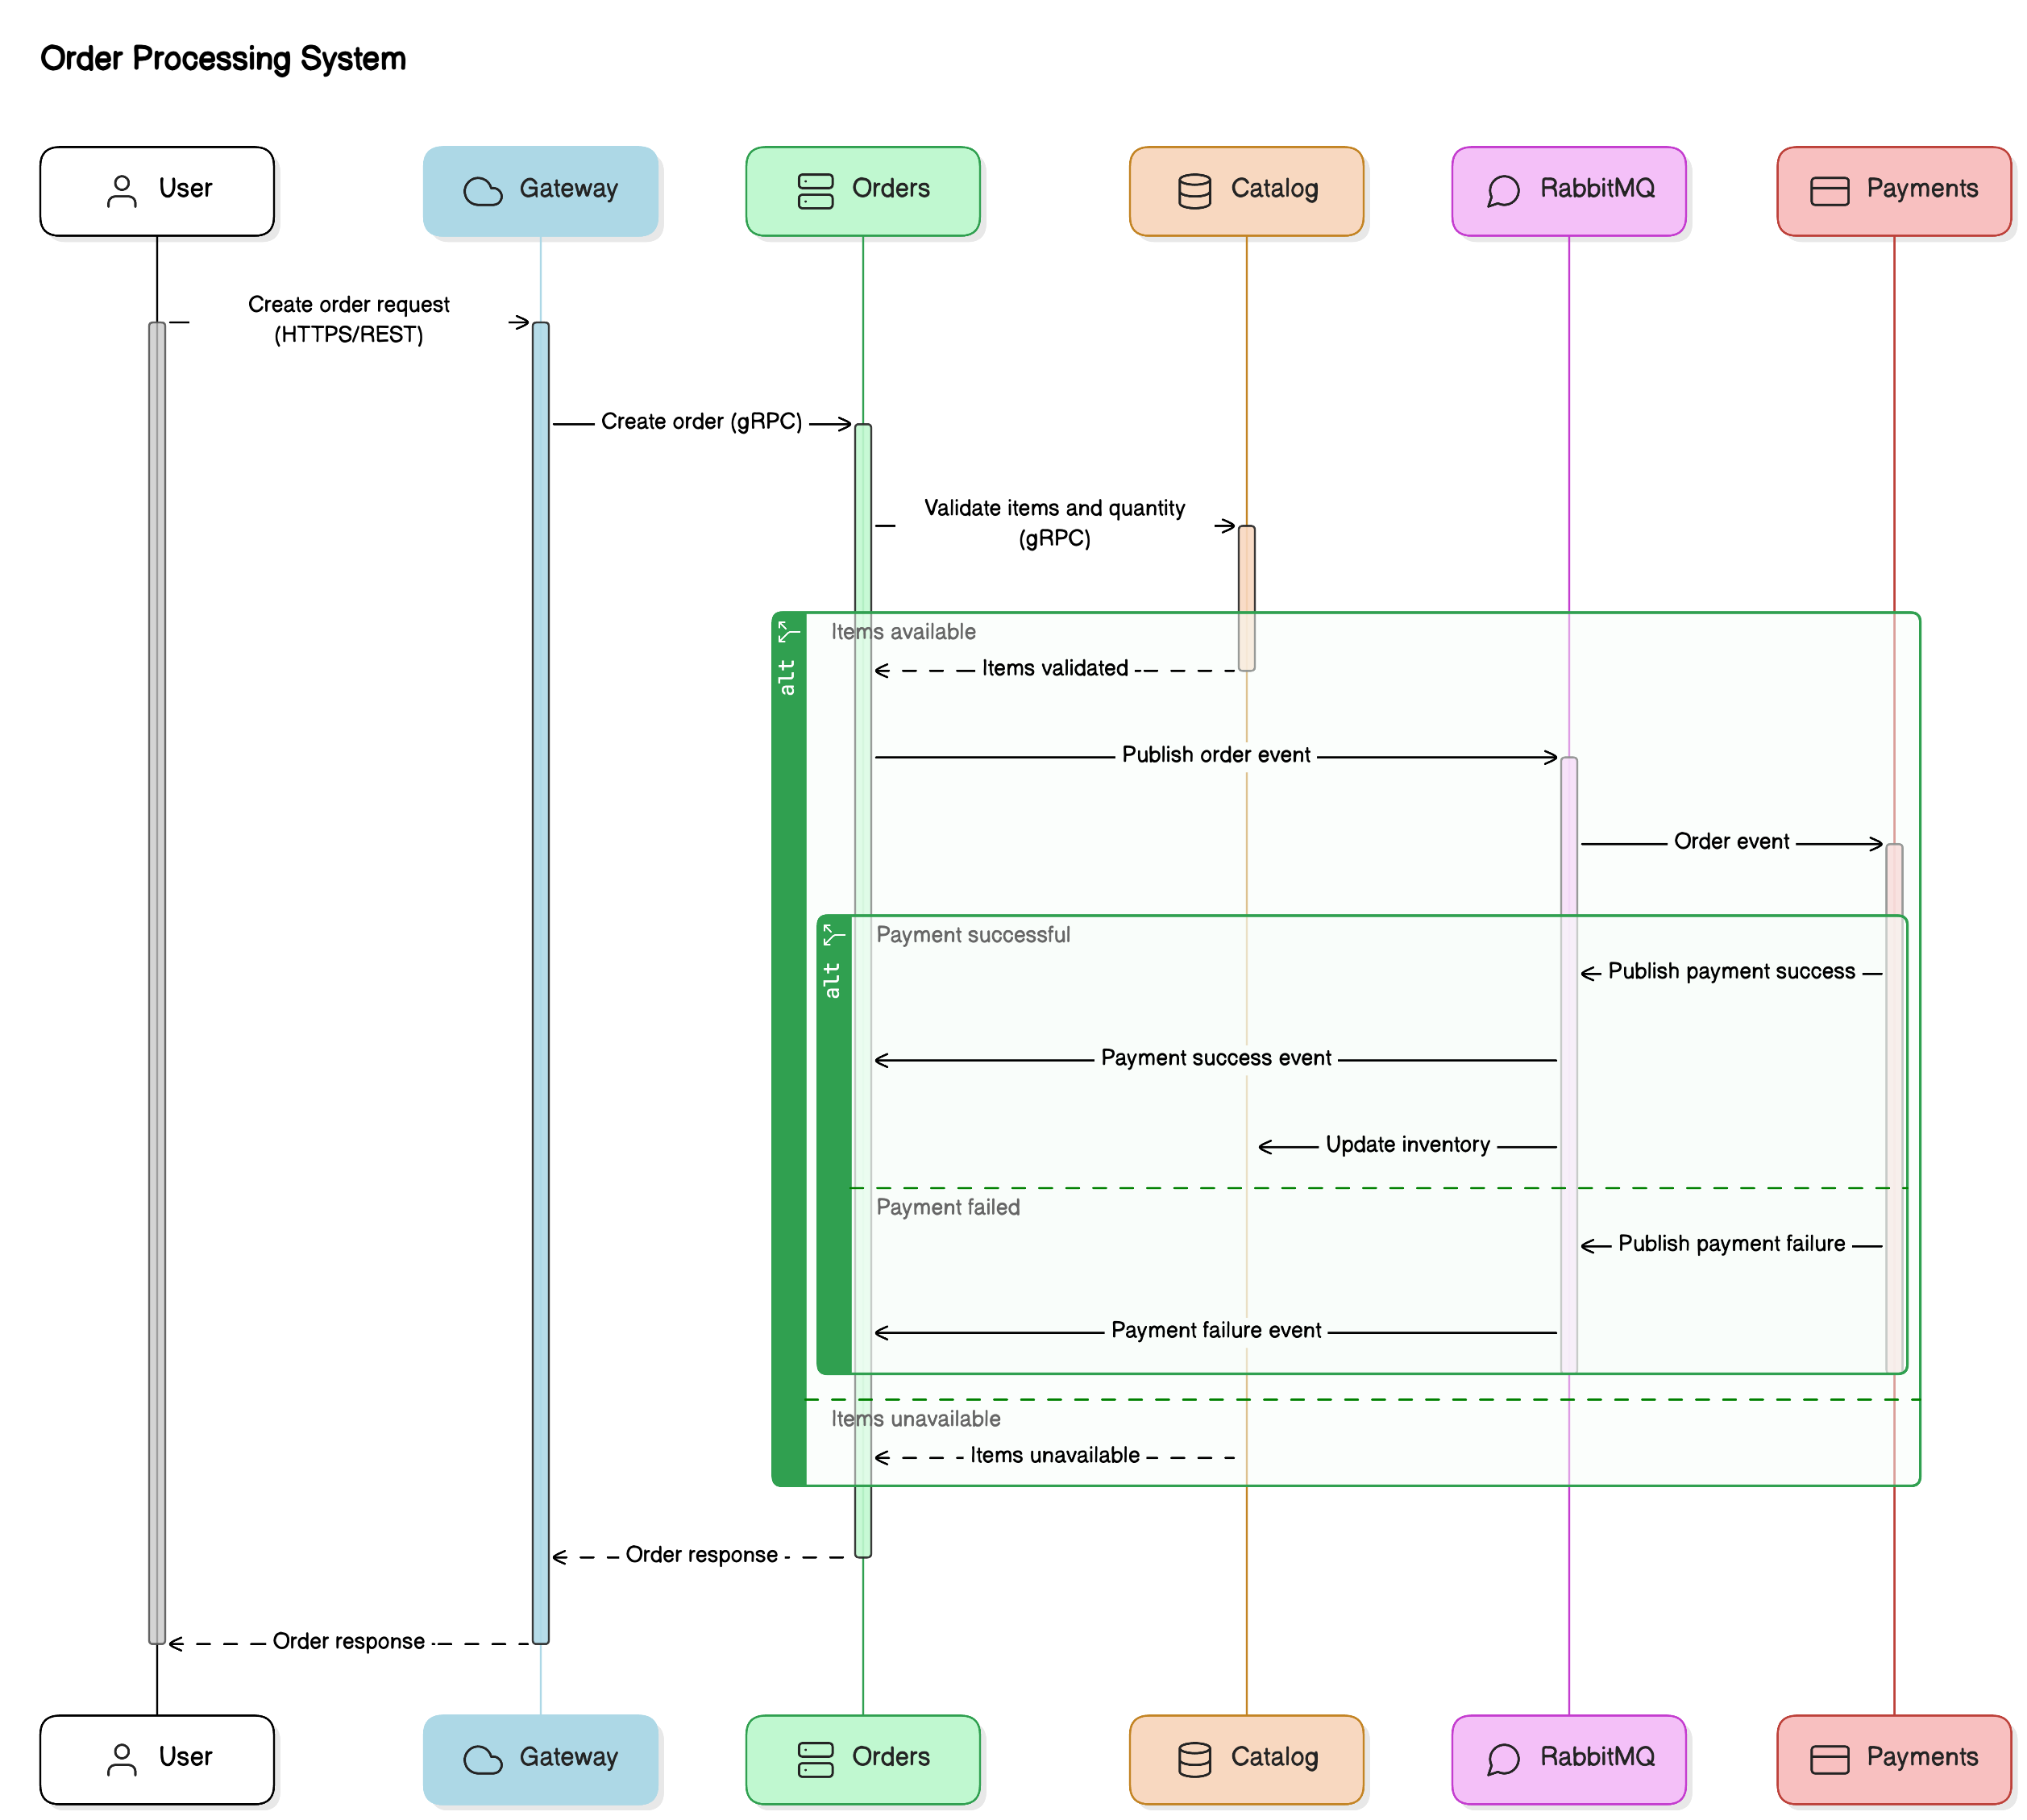 Order Processing System
User
Gateway
Orders
Catalog
RabbitMQ
Payments
Create order request
(HTTPS/REST)
Create order (gRPC)
Validate items and quantity
(gRPC)
alt
Items available
Items validated
Publish order event
Order event
alt
Payment successful
Publish payment success
Payment success event
Update inventory
Payment failed
Publish payment failure
Payment failure event
Items unavailable
Items unavailable
Order response
Order response
User
Gateway
Orders
Catalog
RabbitMQ
Payments